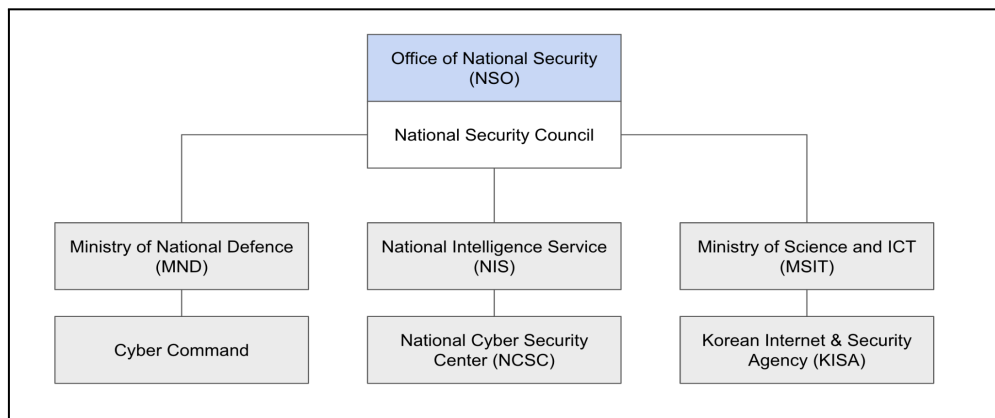 Office of National Security
(NSO)
National Security Council
Ministry of National Defence
(MND)
National Intelligence Service
(NIS)
Ministry of Science and ICT
(MSIT)
Cyber Command
National Cyber Security
Center (NCSC)
Korean Internet & Security
Agency (KISA)